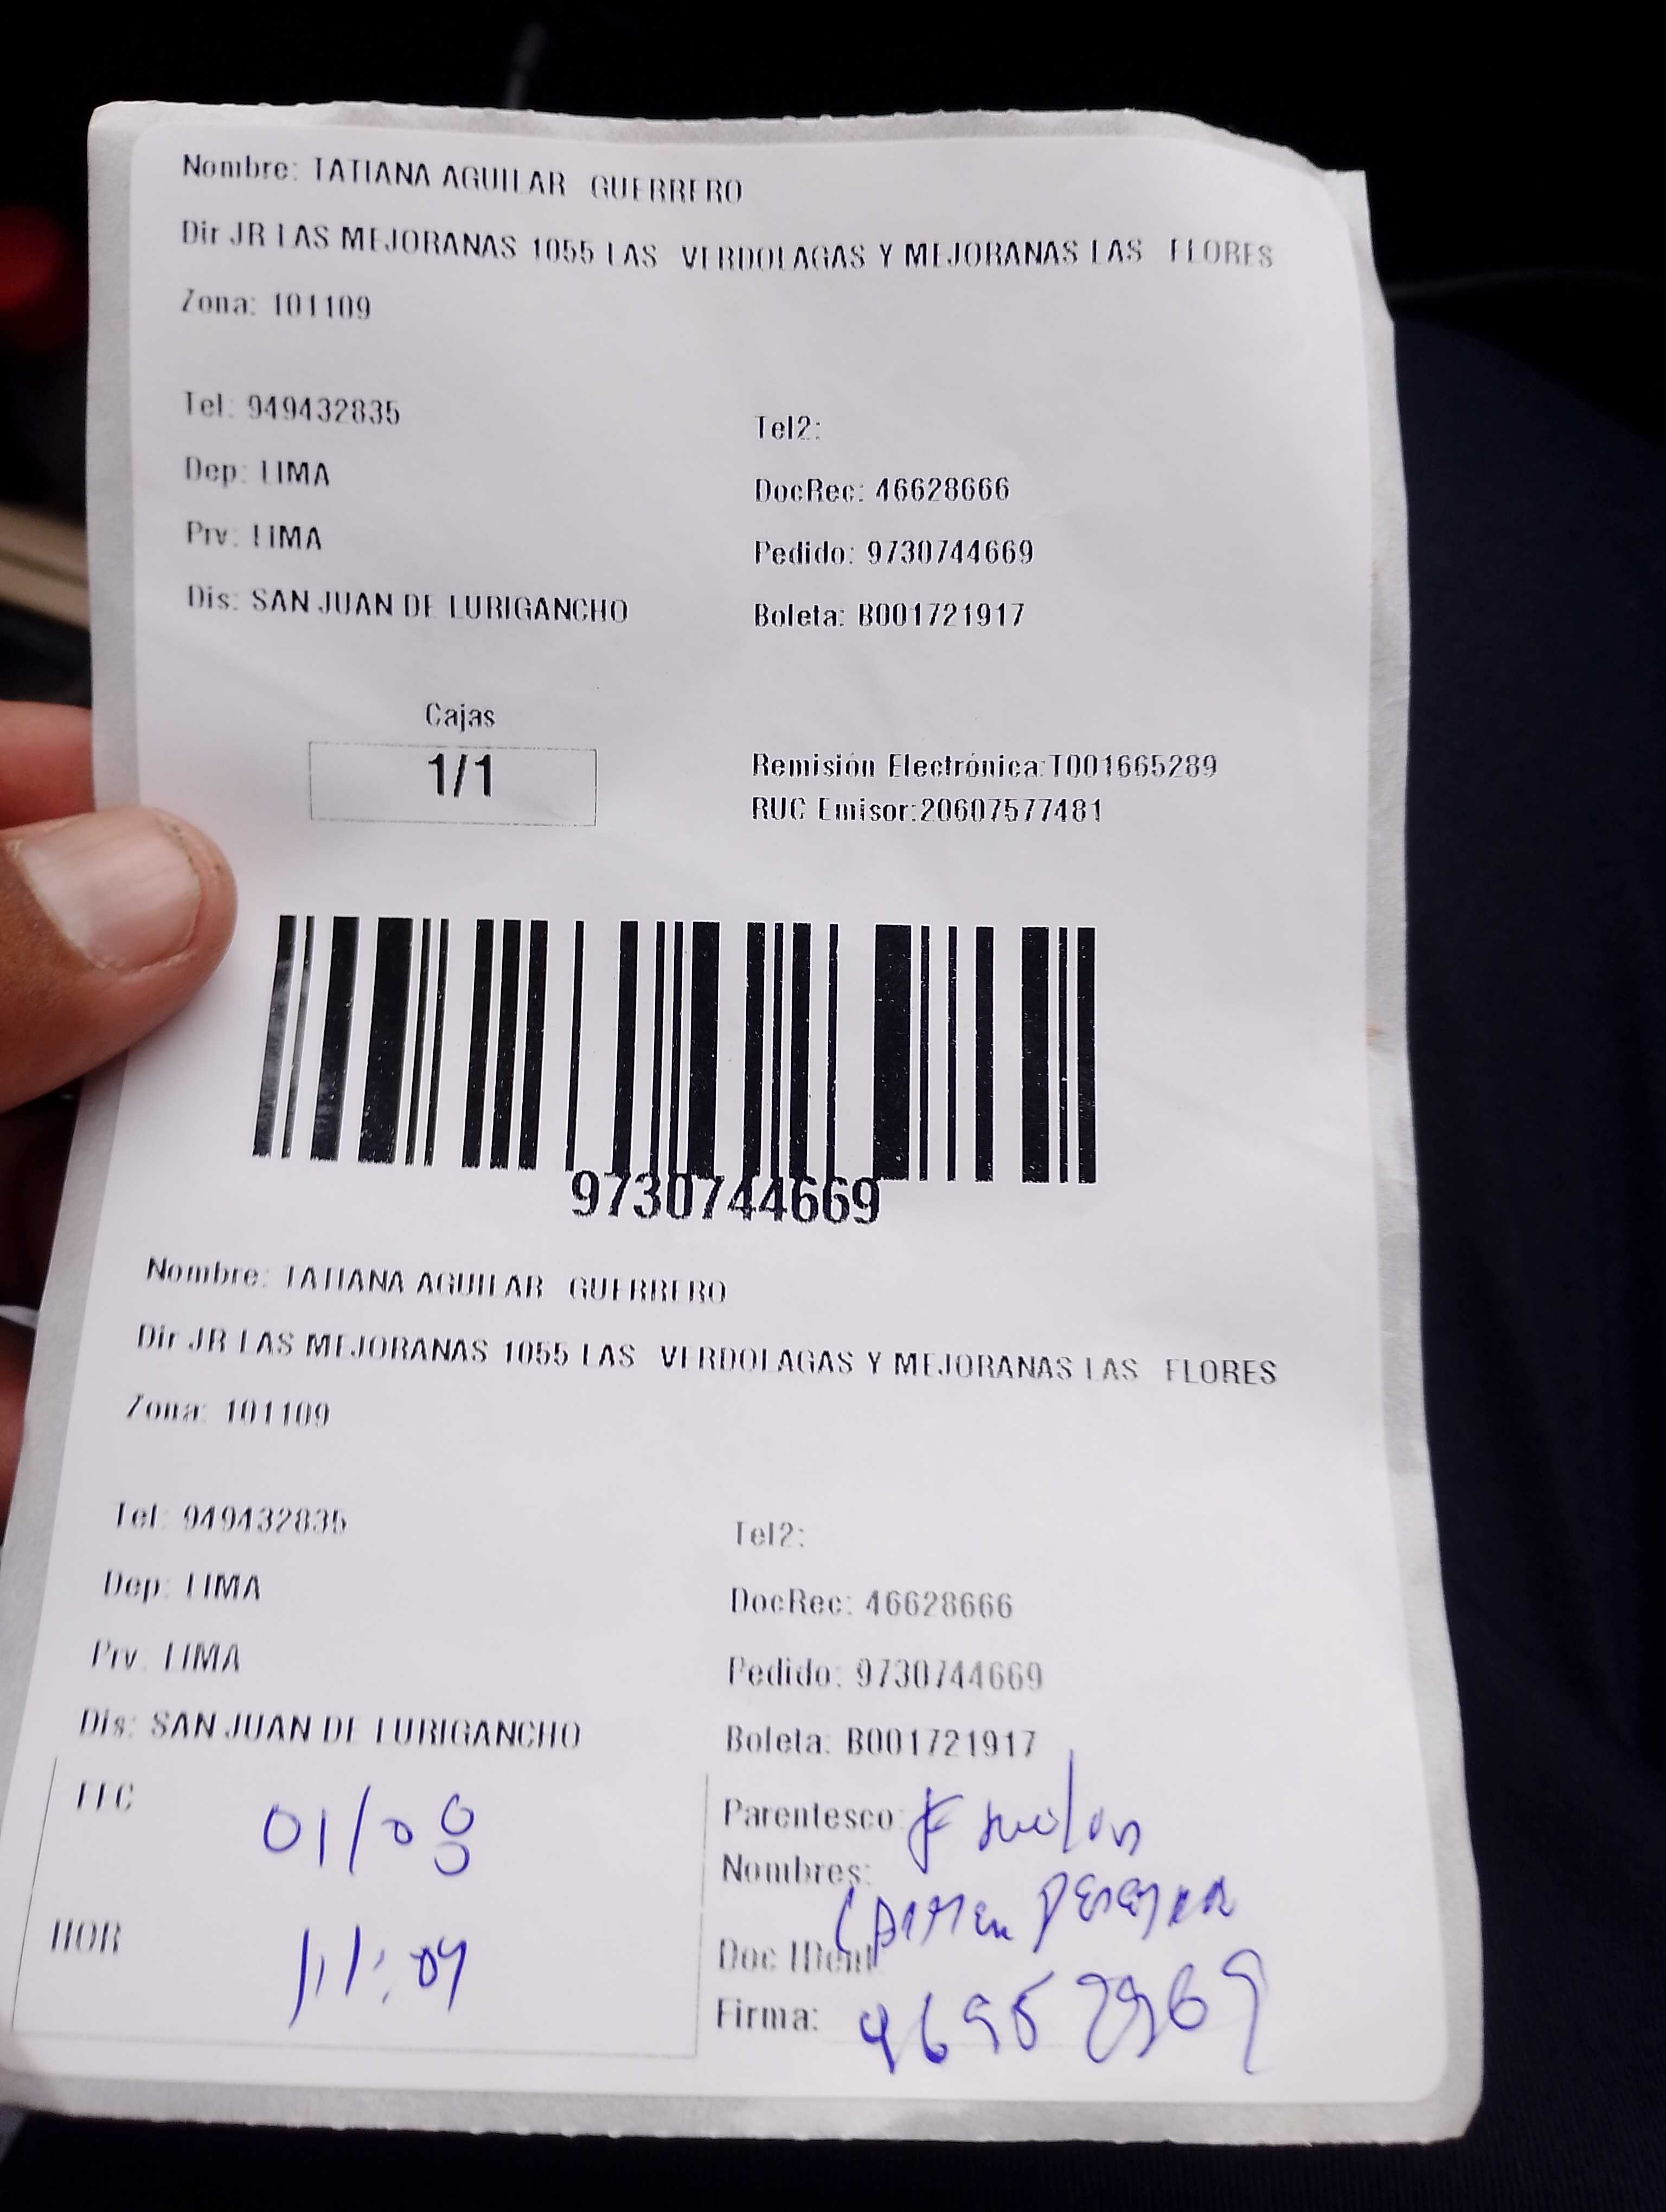 Nombre: TATIANA AGUILAR GUERRERO
Dir JR LAS MEJORANAS 1055 LAS VERDOLAGAS Y MEJORANAS LAS FLORES
Zona: 101109
Tel: 949432835
Tel2:
Dep: LIMA
DocRec: 46628666
Prv: LIMA
Pedido: 9730744669
Dis: SAN JUAN DE LURIGANCHO
Boleta: B001721917
Cajas
1/1
Remisión Electrónica:T001665289
RUC Emisor:20607577481
9730744669
Nombre: TATIANA AGUILAR GUERRERO
Dir JR LAS MEJORANAS 1055 LAS VERDOLAGAS Y MEJORANAS LAS FLORES
Zona: 101109
Tel: 949432835
Tel2:
Dep: LIMA
DocRec: 46628666
Prv: LIMA
Pedido: 9730744669
Dis: SAN JUAN DE LURIGANCHO
Boleta: B001721917
01/08
Parentesco:
Nombres:
Carmen
HOR
11:04
Doc IDent
Firma: